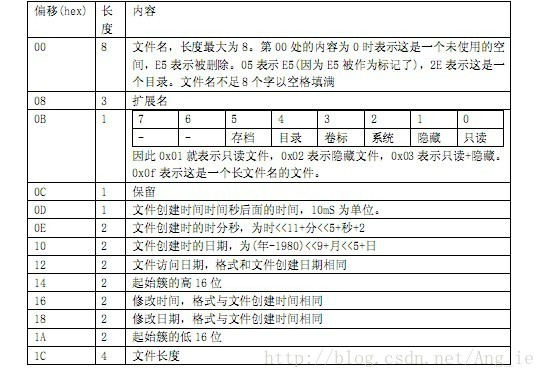 偏移(hex) 长度 内容
00 8 文件名，长度最大为 8。第 00 处的内容为 0 时表示这是一个未使用的空
间，E5 表示被删除。05 表示 E5(因为 E5 被作为标记了)，2E 表示这是一
个目录。文件名不足 8 个字以空格填满
08 3 扩展名
0B 1 7 6 5 4 3 2 1 0
- - 存档 目录 卷标 系统 隐藏 只读
因此 0x01 就表示只读文件，0x02 表示隐藏文件，0x03 表示只读+隐藏。
0x0f 表示这是一个长文件名的文件。
0C 1 保留
0D 1 文件创建时间时间秒后面的时间，10mS 为单位。
0E 2 文件创建时的时分秒，为时<<11+分<<5+秒÷2
10 2 文件创建时的日期，为(年-1980)<<9+月<<5+日
12 2 文件访问日期，格式和文件创建日期相同
14 2 起始簇的高 16 位
16 2 修改时间，格式与文件创建时间相同
18 2 修改日期，格式与文件创建时间相同
1A 2 起始簇的低 16 位
1C 4 文件长度
http://blog.csdn.net/Ang_ie